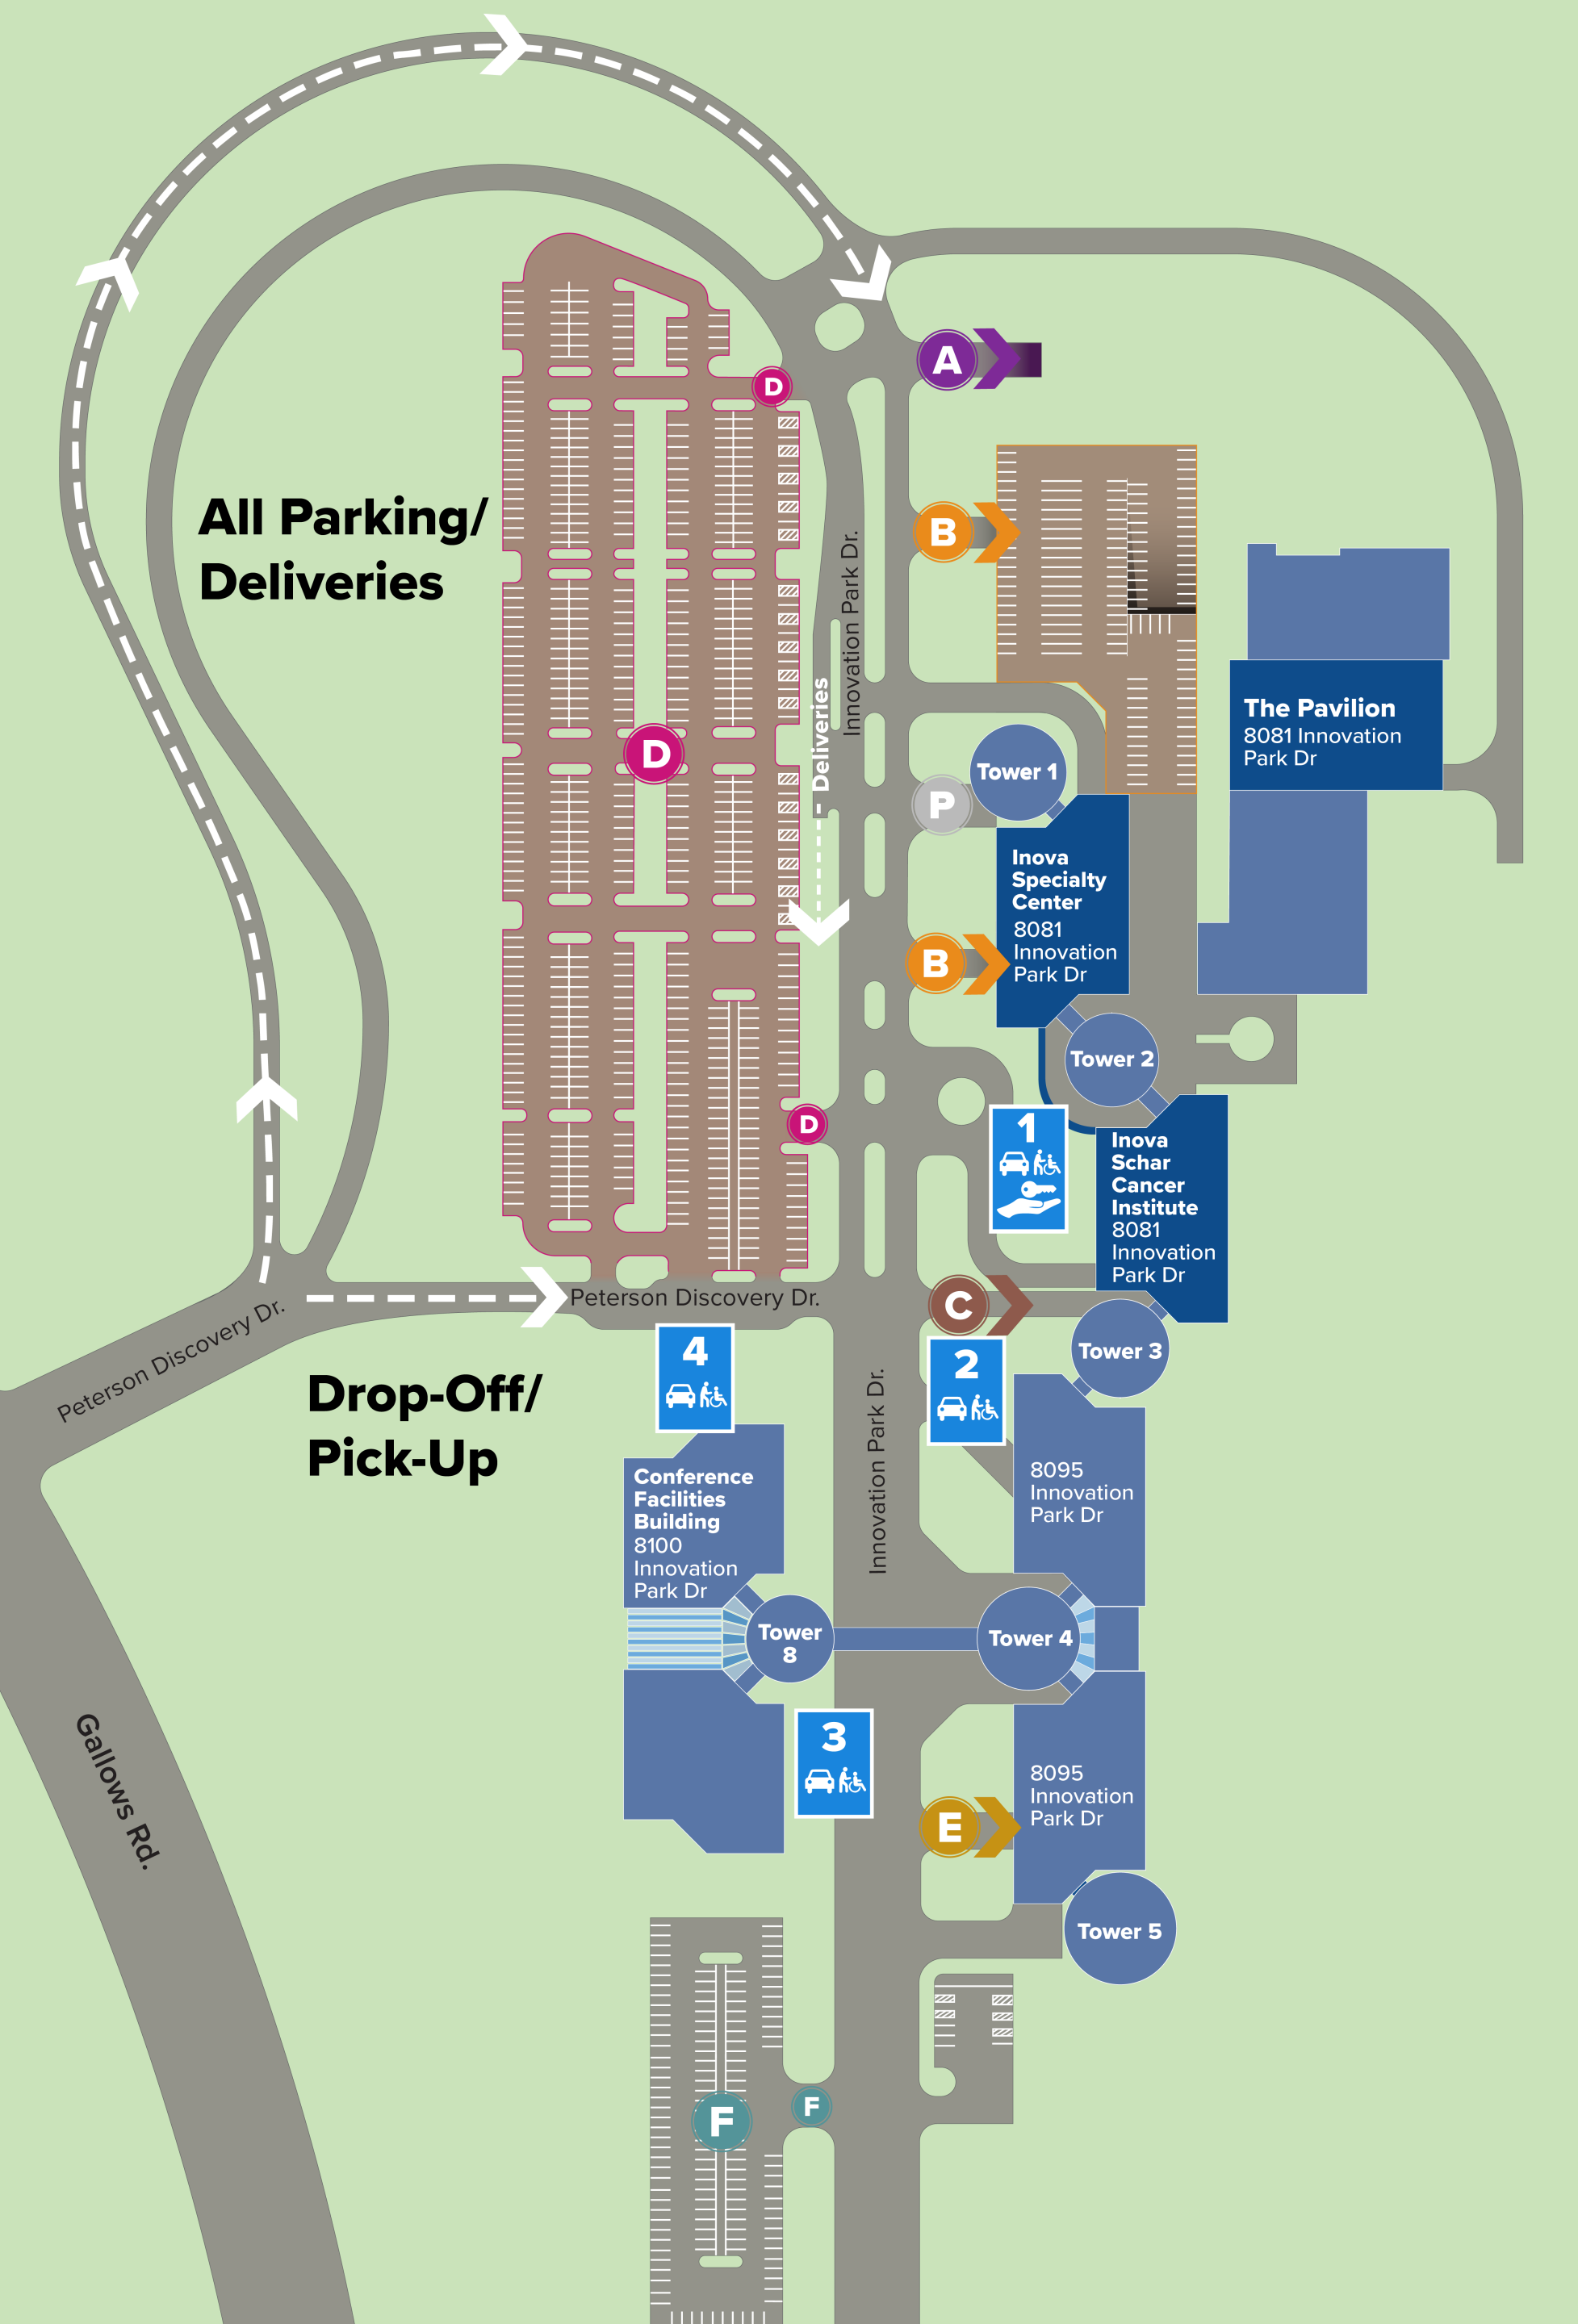 A
D
All Parking/
Deliveries
B
Innovation Park Dr.
Deliveries
The Pavilion
8081 Innovation
Park Dr
D
Tower 1
P
Inova
Specialty
Center
8081
Innovation
Park Dr
B
Tower 2
D
1
Inova
Schar
Cancer
Institute
8081
Innovation
Park Dr
Peterson Discovery Dr.
Peterson Discovery Dr.
C
Tower 3
4
2
Drop-Off/
Pick-Up
Innovation Park Dr.
Conference
Facilities
Building
8100
Innovation
Park Dr
8095
Innovation
Park Dr
Tower
8
Tower 4
3
Gallows Rd.
8095
Innovation
Park Dr
E
Tower 5
F
F